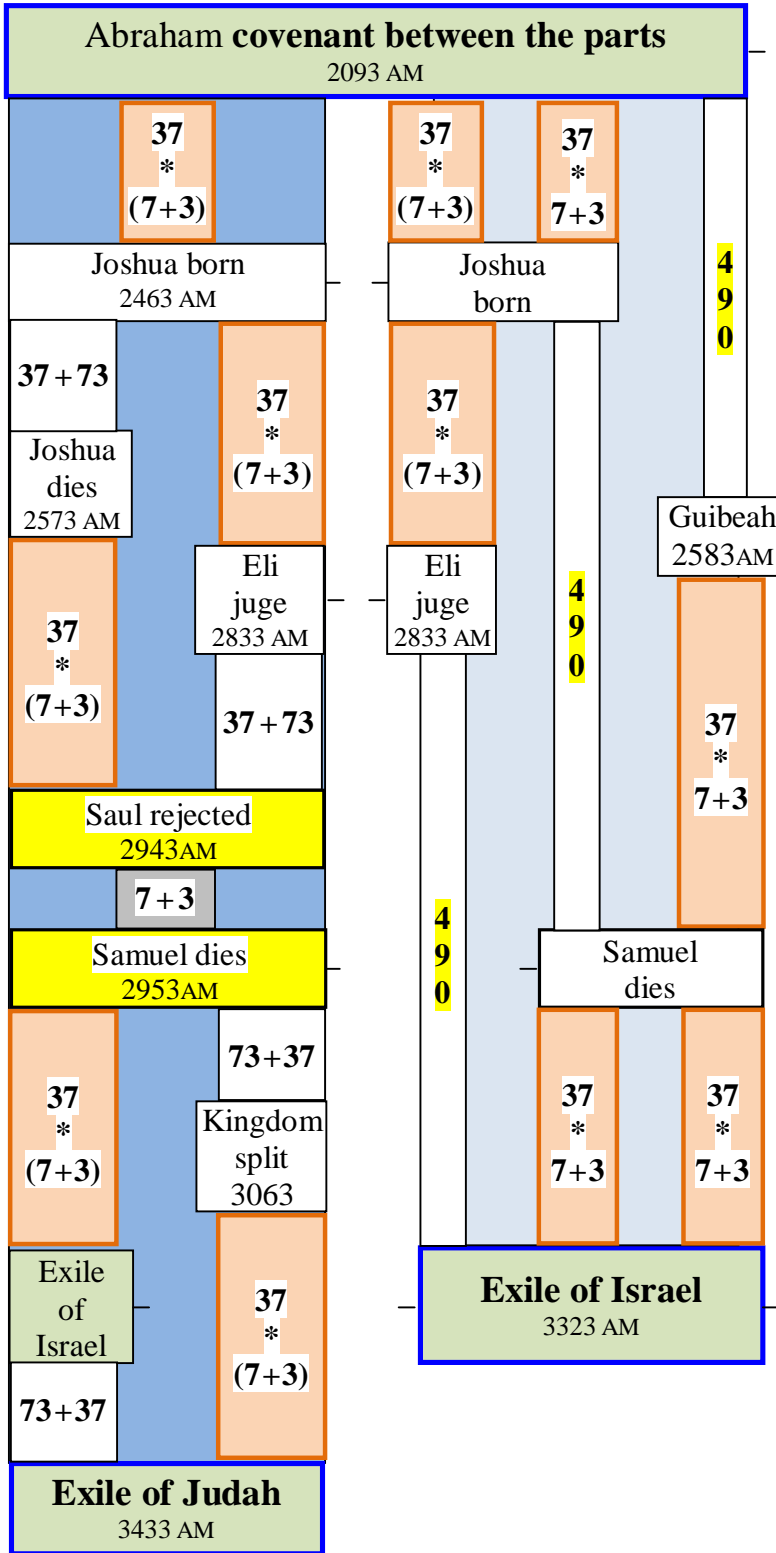 Abraham covenant between the parts
2093 AM
37
*
(7+3)
37
*
(7+3)
37
*
7+3
4
9
0
Joshua born
2463 AM
Joshua
born
37 + 73
37
*
(7+3)
37
*
(7+3)
Joshua
dies
2573 AM
Guibeah
2583AM
Eli
juge
2833 AM
Eli
juge
2833 AM
4
9
0
37
*
(7+3)
37 + 73
37
*
7+3
Saul rejected
2943AM
7 + 3
4
9
0
Samuel dies
2953AM
Samuel
dies
37
*
(7+3)
73+37
37
*
7+3
37
*
7+3
Kingdom
split
3063
Exile
of
Israel
37
*
(7+3)
Exile of Israel
3323 AM
73+37
Exile of Judah
3433 AM